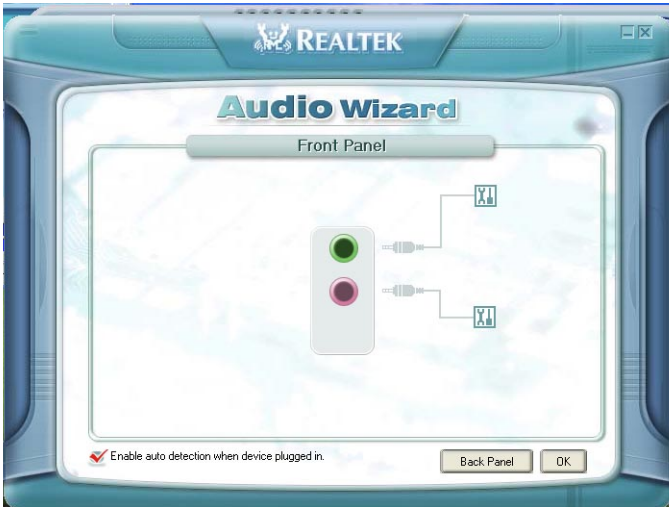 REALTEK
Audio Wizard
Front Panel
Enable auto detection when device plugged in.
Back Panel
OK